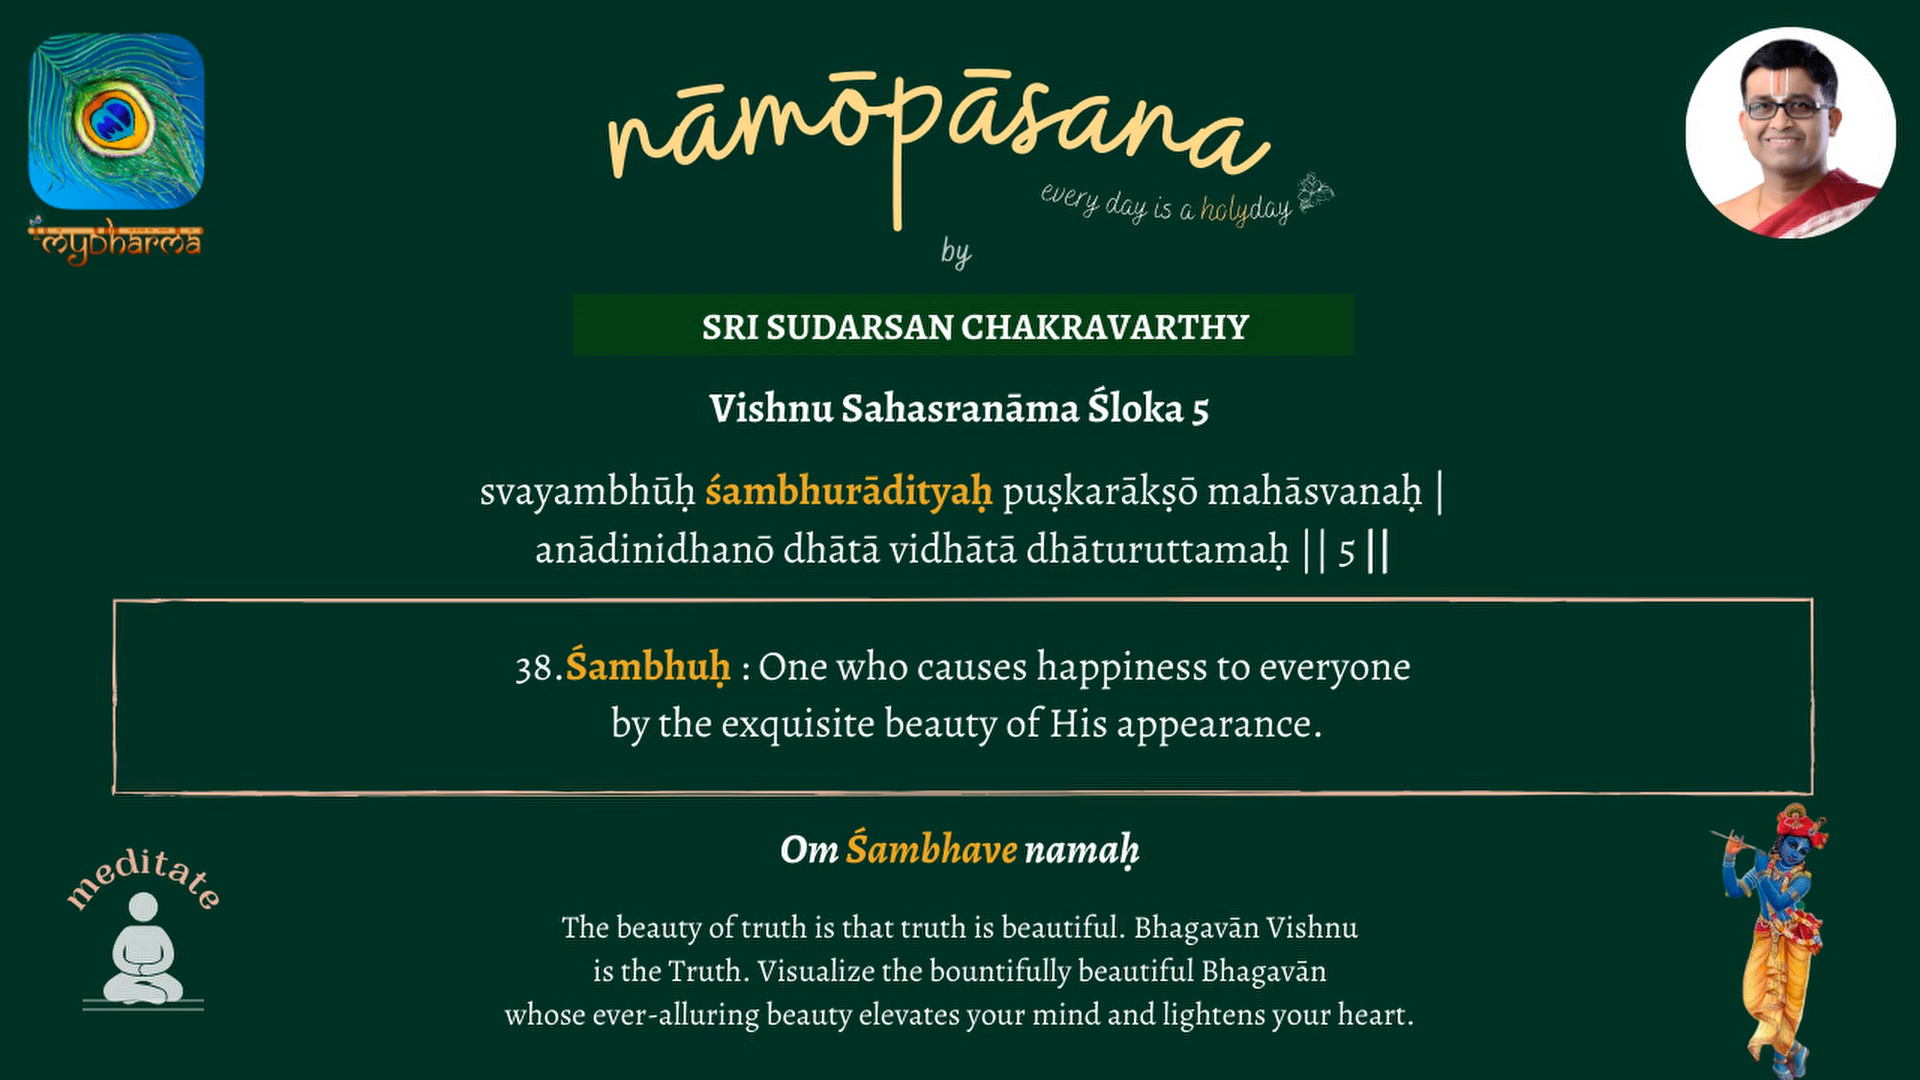 nāmōpāsana
every day is a holyday
mydharma
by
SRI SUDARSAN CHAKRAVARTHY
Vishnu Sahasranāma Śloka 5
svayambhūḥ śambhurādityaḥ puṣkarākṣō mahāsvanaḥ |
anādinidhanō dhātā vidhātā dhāturuttamaḥ || 5 ||
38.Śambhuḥ : One who causes happiness to everyone
by the exquisite beauty of His appearance.
Om Śambhave namaḥ
meditate
The beauty of truth is that truth is beautiful. Bhagavān Vishnu
is the Truth. Visualize the bountifully beautiful Bhagavān
whose ever-alluring beauty elevates your mind and lightens your heart.